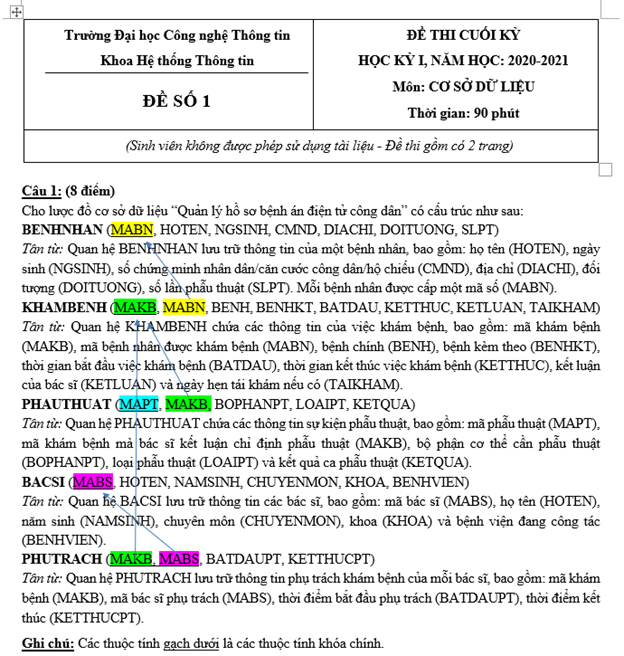 Trường Đại học Công nghệ Thông tin
Khoa Hệ thống Thông tin
ĐỀ SỐ 1
ĐỀ THI CUỐI KỲ
HỌC KỲ I, NĂM HỌC: 2020-2021
Môn: CƠ SỞ DỮ LIỆU
Thời gian: 90 phút
(Sinh viên không được phép sử dụng tài liệu - Đề thi gồm có 2 trang)
Câu 1: (8 điểm)
Cho lược đồ cơ sở dữ liệu “Quản lý hồ sơ bệnh án điện tử công dân” có cấu trúc như sau:
BENHNHAN (MABN, HOTEN, NGSINH, CMND, DIACHI, DOITUONG, SLPT)
Tân từ: Quan hệ BENHNHAN lưu trữ thông tin của một bệnh nhân, bao gồm: họ tên (HOTEN), ngày
sinh (NGSINH), số chứng minh nhân dân/căn cước công dân/hộ chiếu (CMND), địa chỉ (DIACHI), đối
tượng (DOITUONG), số lần phẫu thuật (SLPT). Mỗi bệnh nhân được cấp một mã số (MABN).
KHAMBENH (MAKB, MABN, BENH, BENHKT, BATDAU, KETTHUC, KETLUAN, TAIKHAM)
Tân từ: Quan hệ KHAMBENH chứa các thông tin của việc khám bệnh, bao gồm: mã khám bệnh
(MAKB), mã bệnh nhân được khám bệnh (MABN), bệnh chính (BENH), bệnh kèm theo (BENHKT),
thời gian bắt đầu việc khám bệnh (BATDAU), thời gian kết thúc việc khám bệnh (KETTHUC), kết luận
của bác sĩ (KETLUAN) và ngày hẹn tái khám nếu có (TAIKHAM).
PHAUTHUAT (MAPT, MAKB, BOPHANPT, LOAIPT, KETQUA)
Tân từ: Quan hệ PHAUTHUAT chứa các thông tin sự kiện phẫu thuật, bao gồm: mã phẫu thuật (MAPT),
mã khám bệnh mà bác sĩ kết luận chỉ định phẫu thuật (MAKB), bộ phận cơ thể cần phẫu thuật
(BOPHANPT), loại phẫu thuật (LOAIPT) và kết quả ca phẫu thuật (KETQUA).
BACSI (MABS, HOTEN, NAMSINH, CHUYENMON, KHOA, BENHVIEN)
Tân từ: Quan hệ BACSI lưu trữ thông tin các bác sĩ, bao gồm: mã bác sĩ (MABS), họ tên (HOTEN),
năm sinh (NAMSINH), chuyên môn (CHUYENMON), khoa (KHOA) và bệnh viện đang công tác
(BENHVIEN).
PHUTRACH (MAKB, MABS, BATDAUPT, KETTHUCPT)
Tân từ: Quan hệ PHUTRACH lưu trữ thông tin phụ trách khám bệnh của mỗi bác sĩ, bao gồm: mã khám
bệnh (MAKB), mã bác sĩ phụ trách (MABS), thời điểm bắt đầu phụ trách (BATDAUPT), thời điểm kết
thúc (KETTHUCPT).
Ghi chú: Các thuộc tính gạch dưới là các thuộc tính khóa chính.